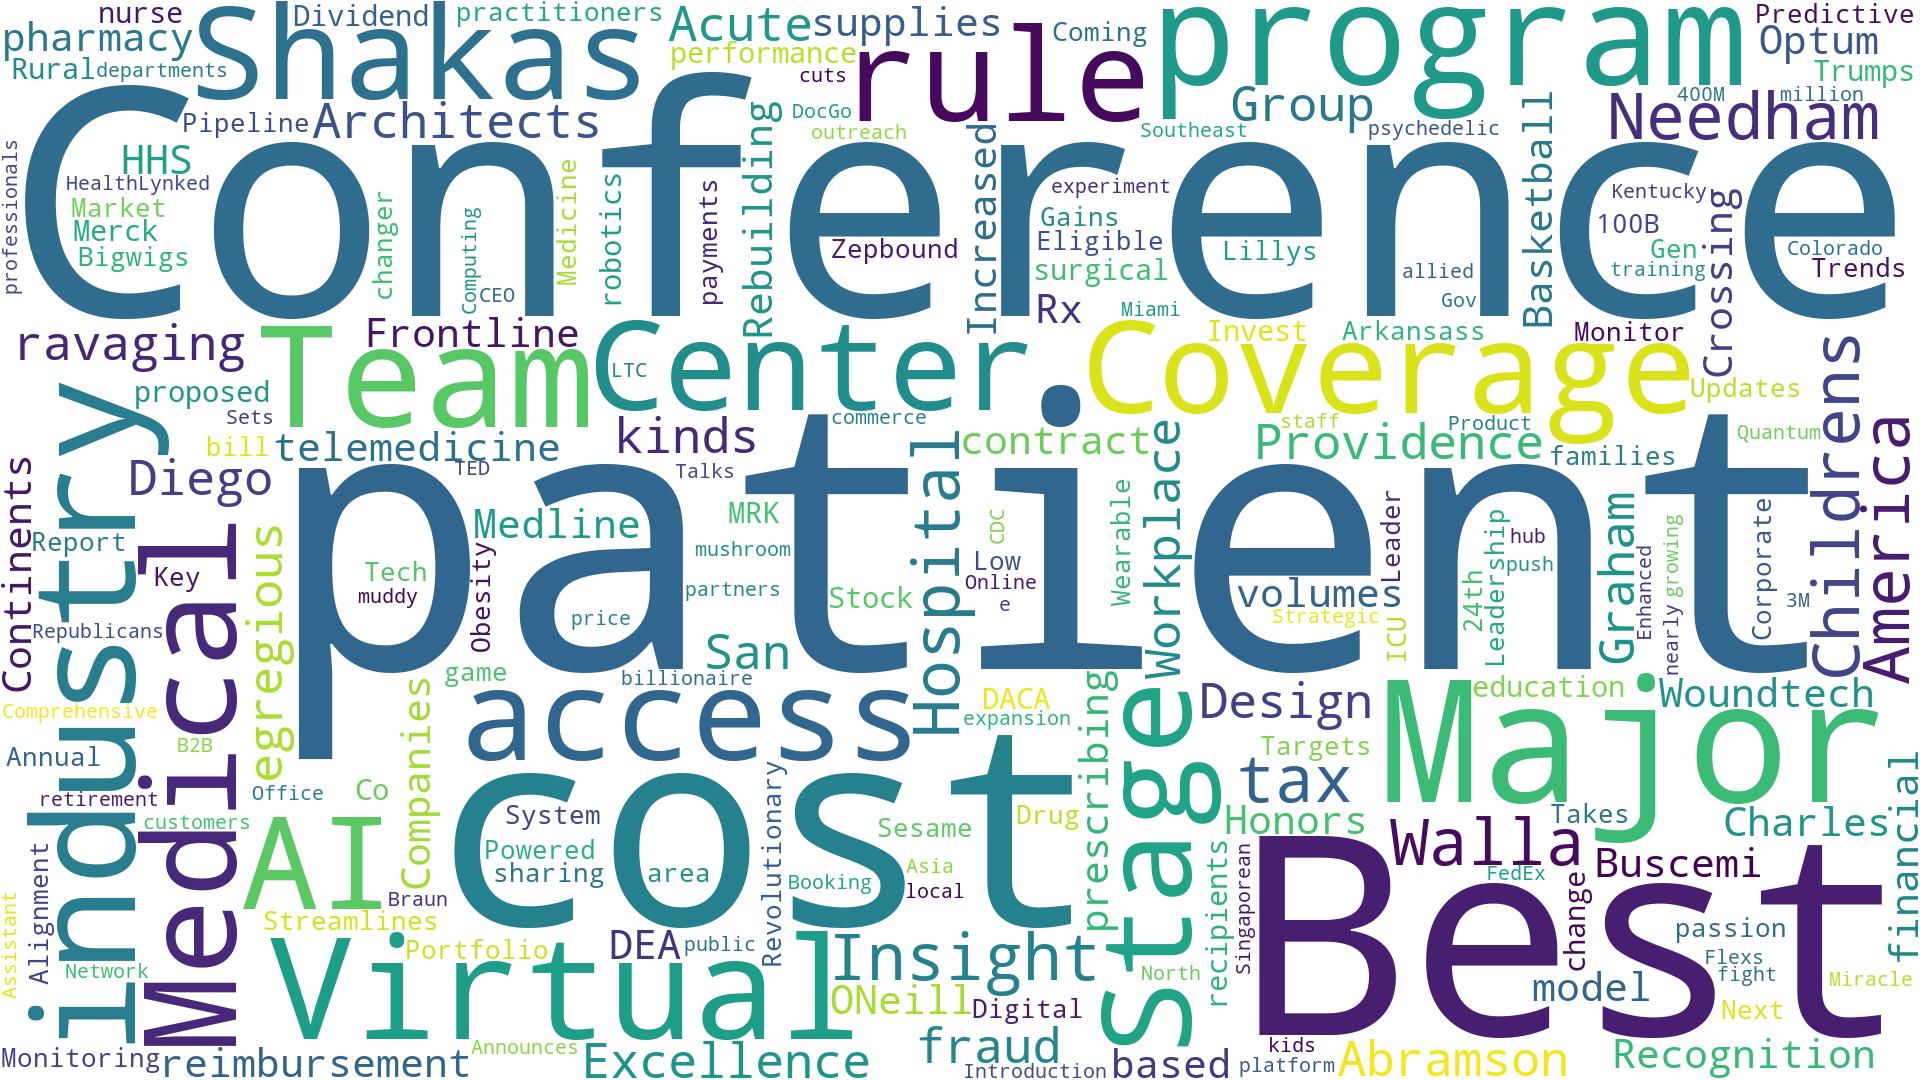 nurse
Dividend
practitioners
Acute
supplies
Coming
program
Predictive
pharmacy
Shakas
performance
rule
Optum
Rural
departments
cuts
Trumps
Pipeline
Architects
DocGo
outreach
Southeast
Group
psychedelic
400M
million
Needham
professionals
HHS
HealthLynked
Market
Merck
Bigwigs
Conference
changer
Computing
CEO
Medicine
robotics
payments
Rebuilding
Zepbound
Increased
experiment
Gains
Eligible
surgical
Rx
Miami
Lillys
allied
Gov
Basketball
Kentucky
100B
Gen
training
Crossing
Colorado
Trends
ravaging
Frontline
Team
Center
LTC
Coverage
Invest
Arkansass
Monitor
Updates
proposed
Sets
bill
telemedicine
kinds
commerce
contract
staff
Product
Providence
families
Quantum
Childrens
America
Continents
industry
Diego
TED
Talks
Report
Key
Republicans
Medical
egregious
patient
Tech
muddy
Obesity
Medline
MRK
mushroom
partners
price
Stock
Hospital
CDC
Low
Online
e
Wearable
Workplace
volumes
Strategic
Leader
ICU
24th
Leadership
hub
push
Graham
Enhanced
nearly
growing
Corporate
3M
San
game
billionaire
access
DACA
expansion
prescribing
stage
Design
education
Woundtech
Major
Targets
tax
Comprehensive
B2B
Annual
retirement
customers
Office
Co
Companies
AI
System
Powered
sharing
cost
area
Revolutionary
Booking
Sesame
Asia
local
Drug
Honors
Takes
Charles
financial
Walla
Buscemi
FedEx
Assistant
Alignment
Network
Braun
Streamlines
Portfolio
Virtual
DEA
public
Insight
ONeill
Digital
North
recipients
Singaporean
Best
change
passion
Flexs
fight
model
Miracle
Next
Monitoring
reimbursement
Announces
Excellence
fraud
Introduction
based
kids
platform
Abramson
Recognition